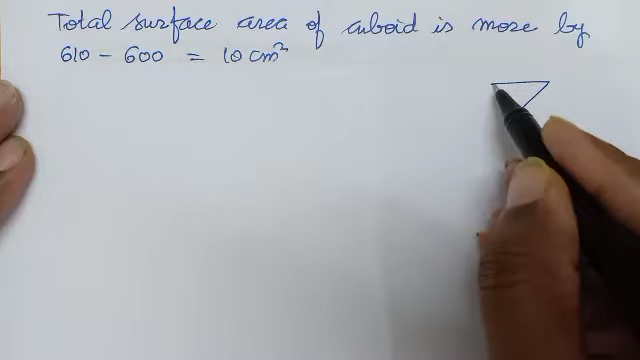 Total surface area of cuboid is more by
610 - 600 = 10 cm²